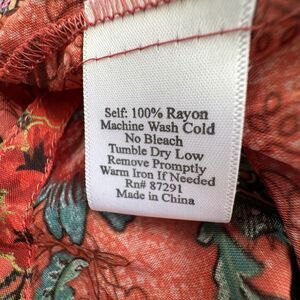 Self: 100% Rayon
Machine Wash Cold
No Bleach
Tumble Dry Low
Remove Promptly
Warm Iron If Needed
Rn# 87291
Made in China